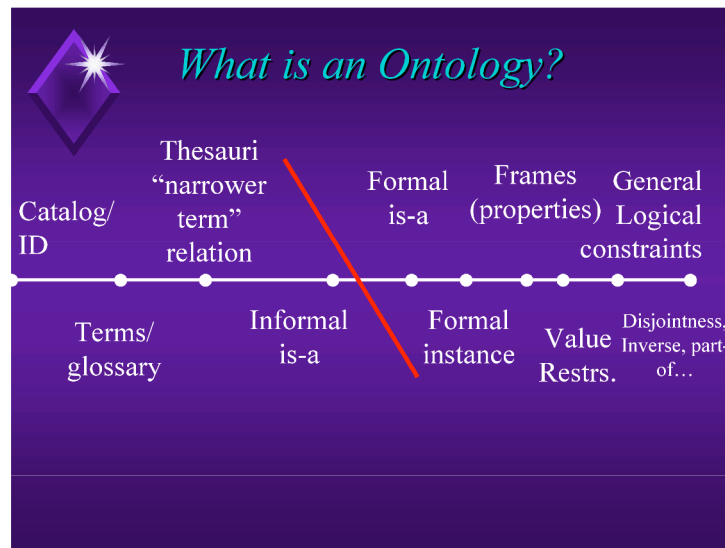 What is an Ontology?
Catalog/
ID
Terms/
glossary
Thesauri
“narrower
term”
relation
Informal
is-a
Formal
is-a
Formal
instance
Frames
(properties)
Value
Restrs.
General
Logical
constraints
Disjointness,
Inverse, part-
of…